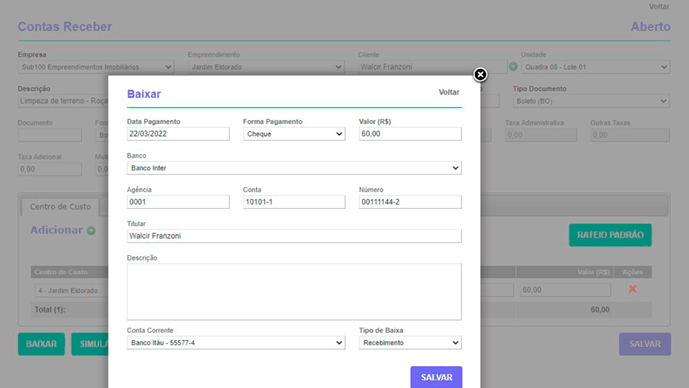 Voltar
Contas Receber Aberto
Empresa Empreendimento Cliente Unidade
Sub100 Empreendimentos Imobiliários Jardim Eldorado Walcir Franzoni Quadra 08 - Lote 01
Descrição Tipo Documento
Limpeza de terreno - Roça Boleto (BO)
Documento Taxa Administrativa Outras Taxas
0,00 0,00
Taxa Adicional
0,00 0,00
Baixar Voltar
Data Pagamento Forma Pagamento Valor (R$)
22/03/2022 Cheque 60,00
Banco
Banco Inter
Agência Conta Número
0001 10101-1 00111144-2
Titular
Walcir Franzoni
Descrição
Conta Corrente Tipo de Baixa
Banco Itáu - 55577-4 Recebimento
SALVAR
Centro de Custo
Adicionar RATEIO PADRÃO
Centro de Custo Valor (R$) Ações
4 - Jardim Eldorado 60,00
Total (1): 60,00
BAIXAR SIMULA SALVAR